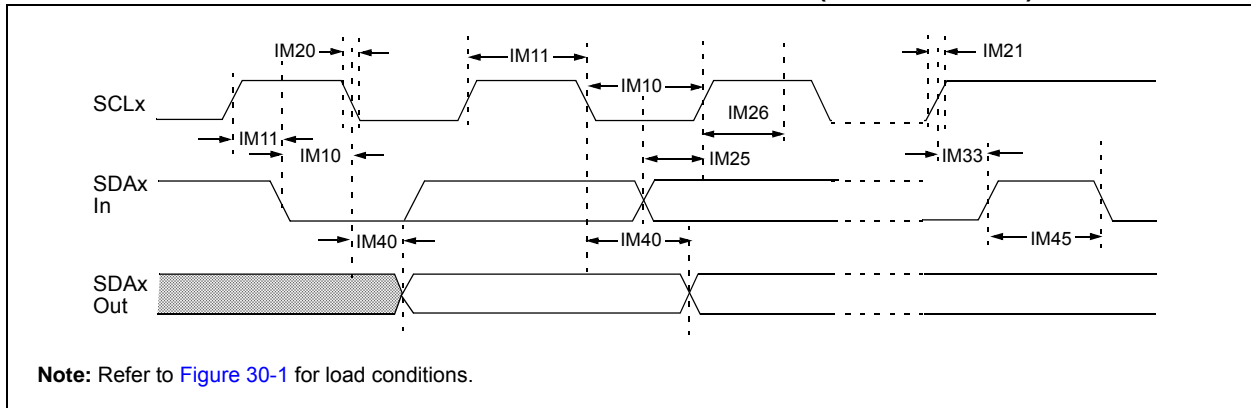 IM20
IM11
IM21
IM10
SCLx
IM26
IM11
IM10
IM25
IM33
SDAx
In
IM40
IM40
IM45
SDAx
Out
Note: Refer to Figure 30-1 for load conditions.